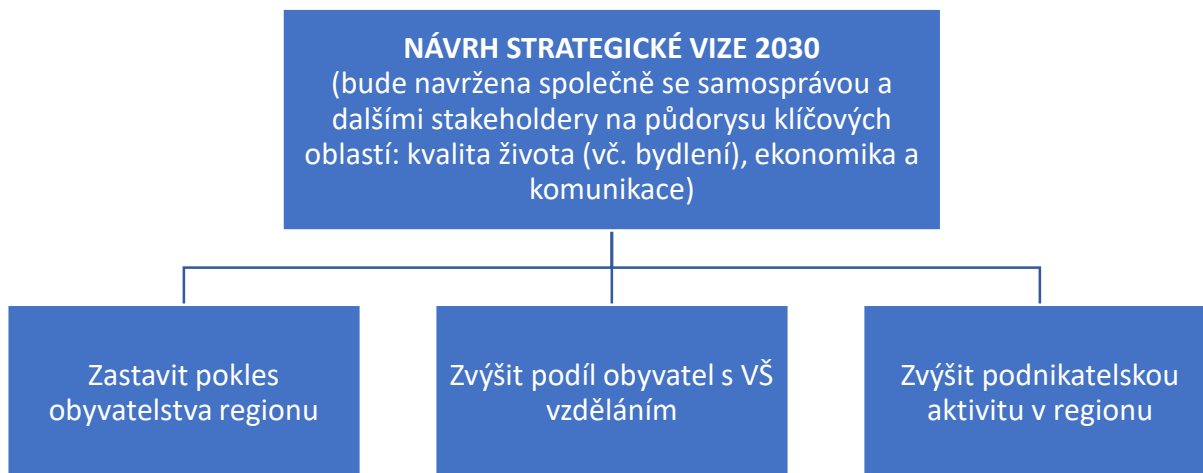 NÁVRH STRATEGICKÉ VIZE 2030
(bude navržena společně se samosprávou a
dalšími stakeholdery na půdorysu klíčových
oblastí: kvalita života (vč. bydlení), ekonomika a
komunikace)
Zastavit pokles
obyvatelstva regionu
Zvýšit podíl obyvatel s VŠ
vzděláním
Zvýšit podnikatelskou
aktivitu v regionu